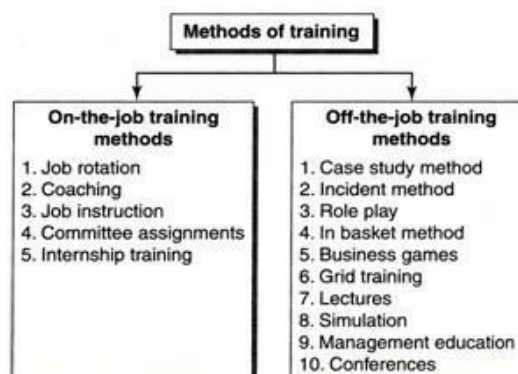 Methods of training
On-the-job training
methods
1. Job rotation
2. Coaching
3. Job instruction
4. Committee assignments
5. Internship training
Off-the-job training
methods
1. Case study method
2. Incident method
3. Role play
4. In basket method
5. Business games
6. Grid training
7. Lectures
8. Simulation
9. Management education
10. Conferences